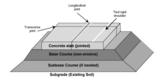 Longitudinal
joint
Transverse
joint
Tied rigid
shoulder
Concrete slab (jointed)
Base Course (non-erosive)
Subbase Course (if needed)
Subgrade (Existing Soil)